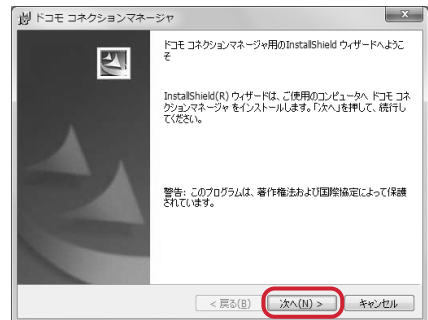 ドコモ コネクションマネージャ
ドコモ コネクションマネージャ用のInstallShield ウィザードへようこ
そ
InstallShield(R) ウィザードは、ご使用のコンピュータへ ドコモ コネ
クションマネージャ をインストールします。「次へ」を押して、続行し
てください。
警告: このプログラムは、著作権法および国際協定によって保護
されています。
< 戻る(B)
次へ(N) >
キャンセル